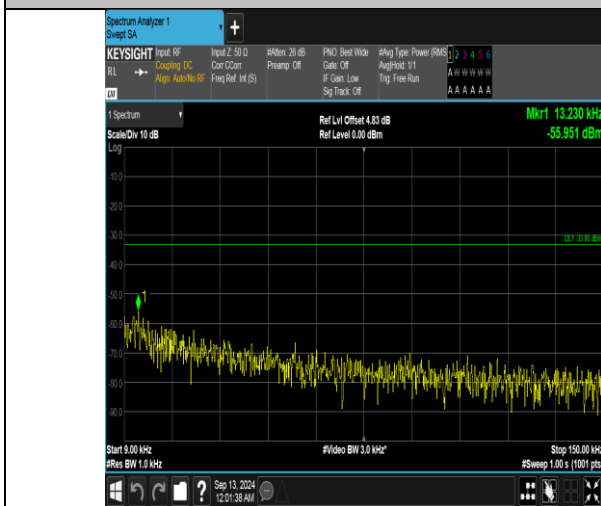 Spectrum Analyzer 1
Swept SA
+
KEYSIGHT Input: RF Input Z: 50 Ω #Atten: 26 dB PNO: Best Wide #Avg Type: Power (RMS 1 2 3 4 5 6
RL Coupling: DC Corr CCorr Preamp: Off Gate: Off Avg|Hold: 1/1 A W W W W W
Align: Auto/No RF Freq Ref: Int (S) IF Gain: Low Trig: Free Run
Sig Track: Off A A A A A A
1 Spectrum
Scale/Div 10 dB
Ref Lvl Offset 4.83 dB
Ref Level 0.00 dBm
Mkr1 13.230 kHz
-55.951 dBm
Log
-10.0
-20.0
-30.0
DL1 -33.00 dBm
-40.0
-50.0
1
-60.0
-70.0
-80.0
-90.0
Start 9.00 kHz #Video BW 3.0 kHz* Stop 150.00 kHz
#Res BW 1.0 kHz #Sweep 1.00 s (1001 pts
? Sep 13, 2024
12:01:38 AM